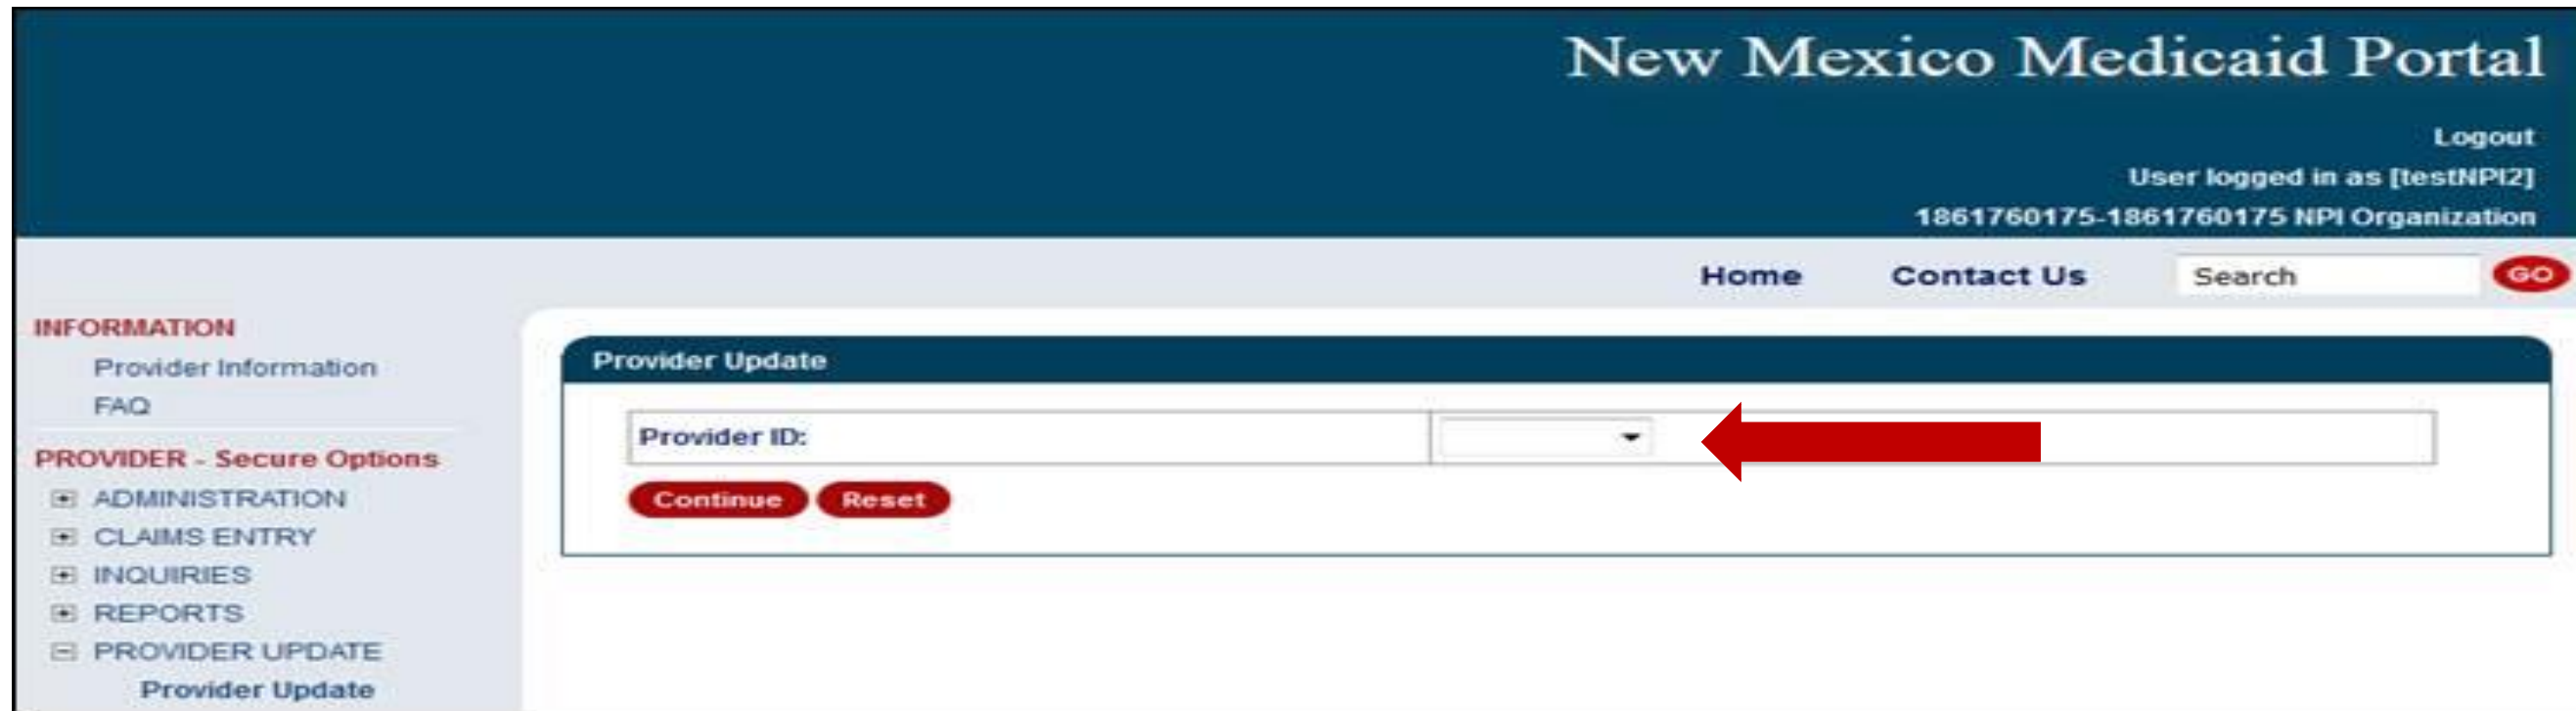 New Mexico Medicaid Portal
Logout
User logged in as [testNPI2]
1861760175-1861760175 NPI Organization
Home Contact Us Search GO
INFORMATION
Provider Information
FAQ
PROVIDER - Secure Options
ADMINISTRATION
CLAIMS ENTRY
INQUIRIES
REPORTS
PROVIDER UPDATE
Provider Update
Provider Update
Provider ID:
Continue Reset